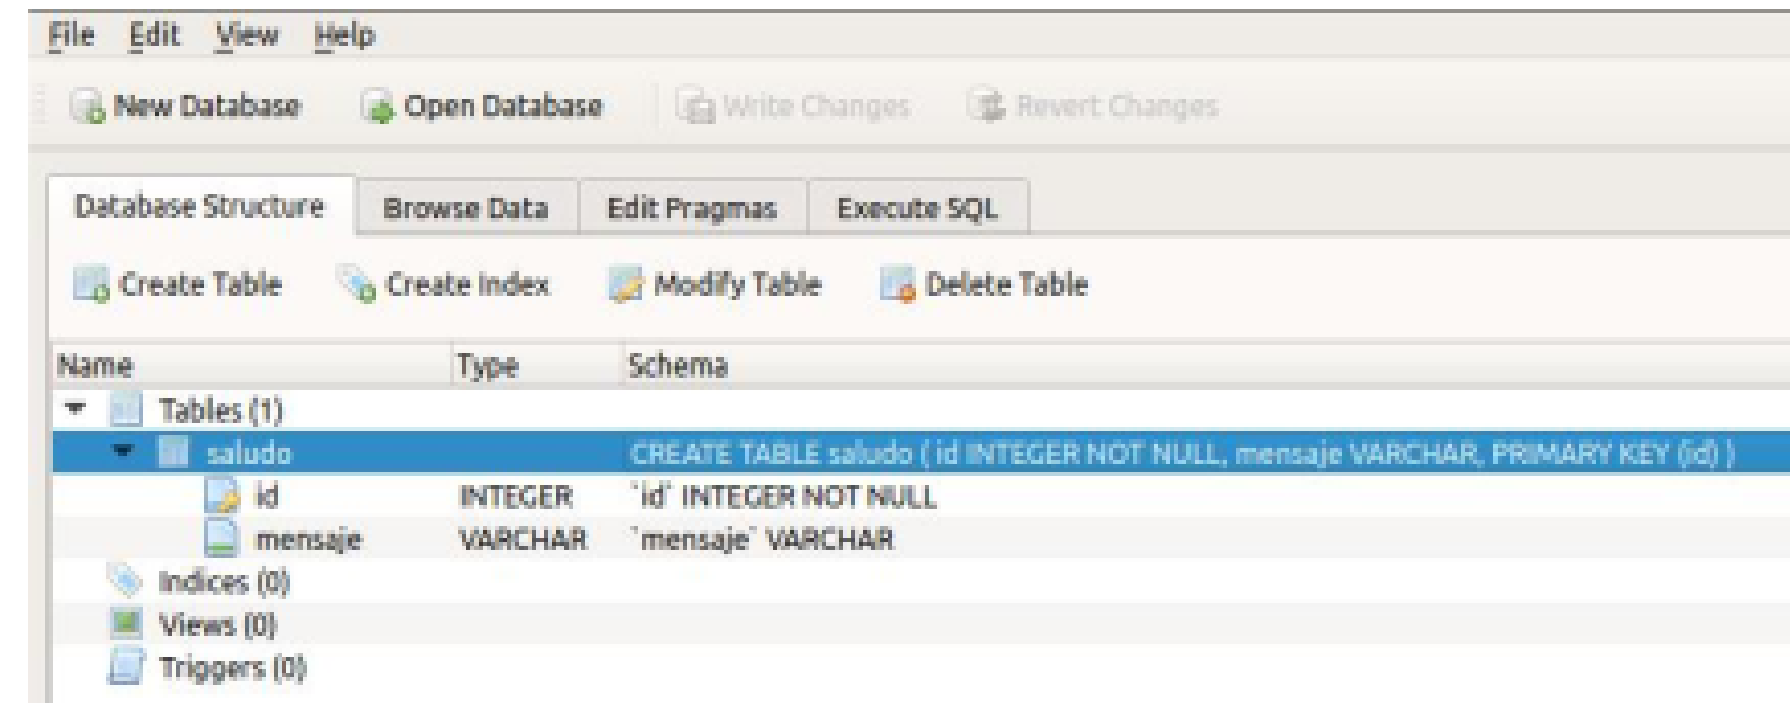 File Edit View Help
New Database Open Database Write Changes Revert Changes
Database Structure Browse Data Edit Pragmas Execute SQL
Create Table Create Index Modify Table Delete Table
Name Type Schema
Tables (1)
saludo CREATE TABLE saludo ( id INTEGER NOT NULL, mensaje VARCHAR, PRIMARY KEY (id) )
id INTEGER `id` INTEGER NOT NULL
mensaje VARCHAR `mensaje` VARCHAR
Indices (0)
Views (0)
Triggers (0)